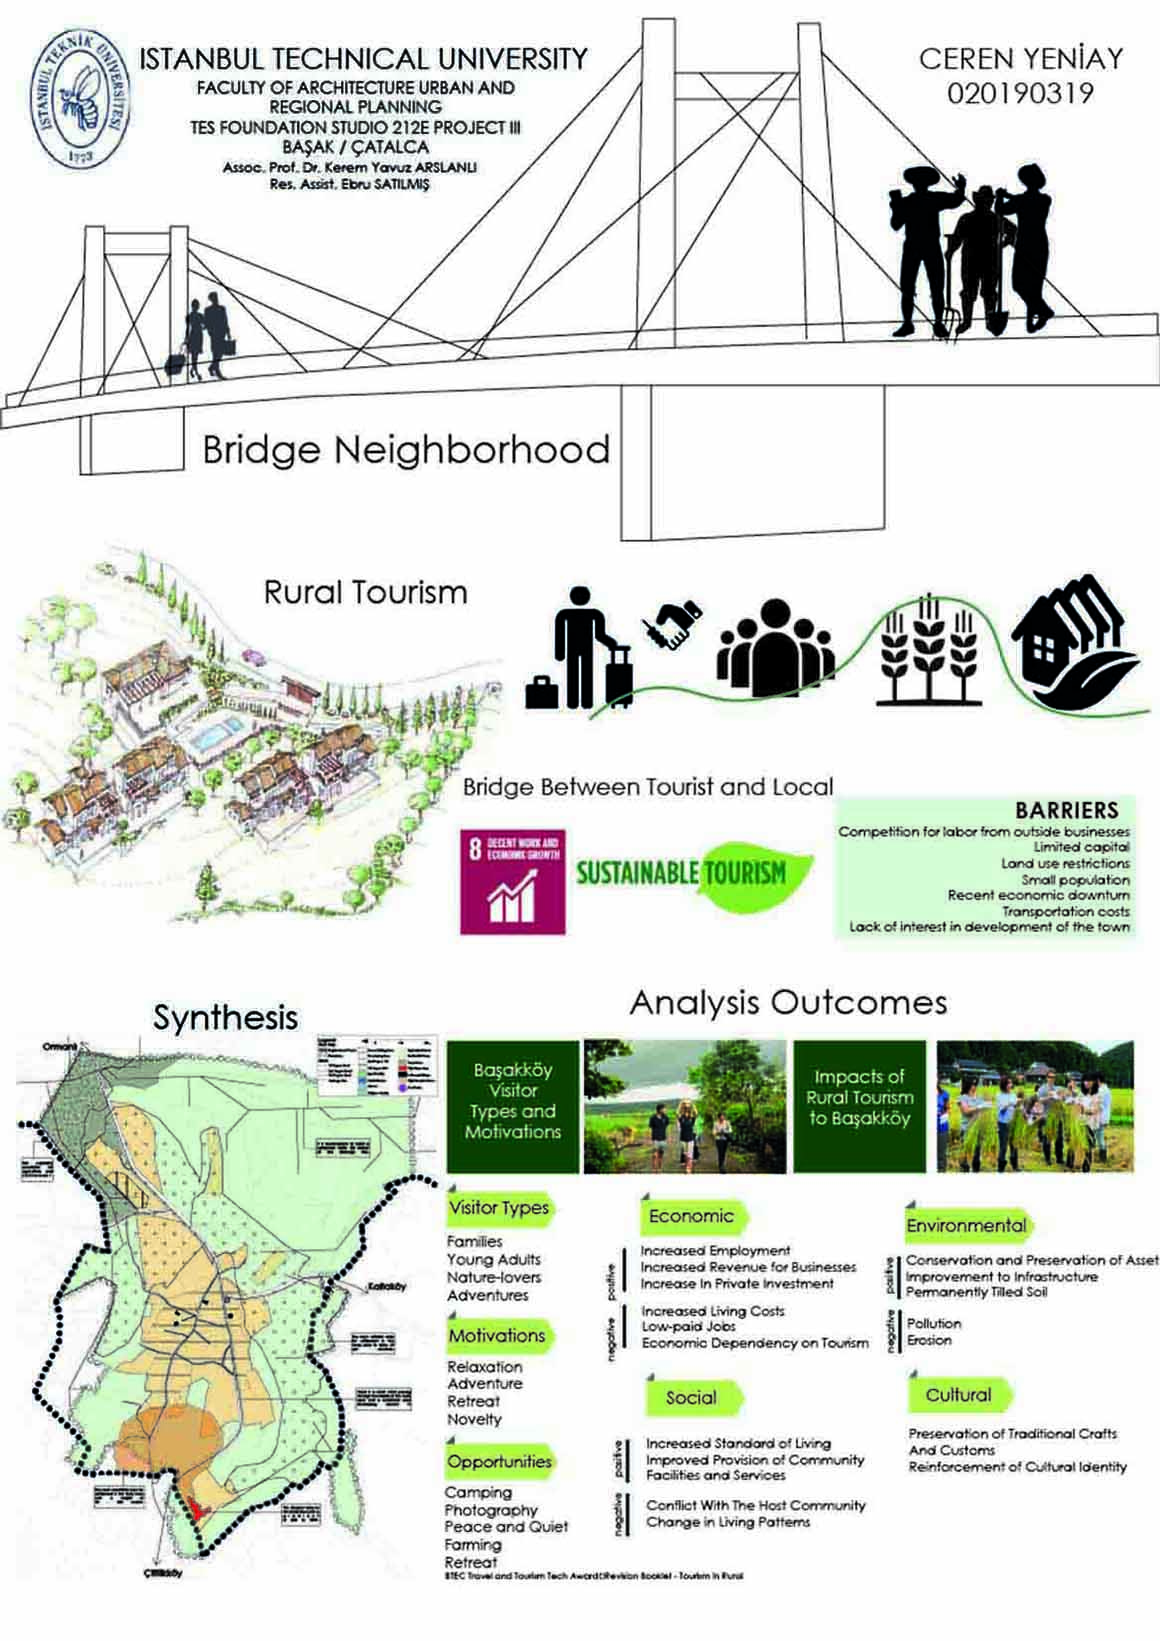 İSTANBUL TEKNİK ÜNİVERSİTESİ
1773
ISTANBUL TECHNICAL UNIVERSITY
FACULTY OF ARCHITECTURE URBAN AND
REGIONAL PLANNING
TES FOUNDATION STUDIO 212E PROJECT III
BAŞAK / ÇATALCA
Assoc. Prof. Dr. Kerem Yavuz ARSLANLI
Res. Assist. Ebru SATILMIŞ
CEREN YENİAY
020190319
Bridge Neighborhood
Rural Tourism
Bridge Between Tourist and Local
8 DECENT WORK AND
ECONOMIC GROWTH
SUSTAINABLE TOURISM
BARRIERS
Competition for labor from outside businesses
Limited capital
Land use restrictions
Small population
Recent economic downturn
Transportation costs
Lack of interest in development of the town
Synthesis
Ormanlı
Çiftlikköy
Analysis Outcomes
Başakköy
Visitor
Types and
Motivations
Impacts of
Rural Tourism
to Başakköy
Visitor Types
Families
Young Adults
Nature-lovers
Adventures
Motivations
Relaxation
Adventure
Retreat
Novelty
Opportunities
Camping
Photography
Peace and Quiet
Farming
Retreat
Economic
positive
Increased Employment
Increased Revenue for Businesses
Increase In Private Investment
negative
Increased Living Costs
Low-paid Jobs
Economic Dependency on Tourism
Social
positive
Increased Standard of Living
Improved Provision of Community
Facilities and Services
negative
Conflict With The Host Community
Change in Living Patterns
Environmental
positive
Conservation and Preservation of Asset
Improvement to Infrastructure
Permanently Tilled Soil
negative
Pollution
Erosion
Cultural
Preservation of Traditional Crafts
And Customs
Reinforcement of Cultural Identity
BTEC Travel and Tourism Tech Award:Revision Booklet - Tourism in Rural